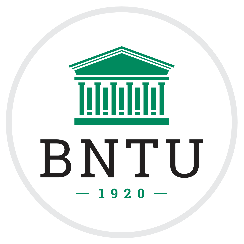 BNTU
— 1920 —